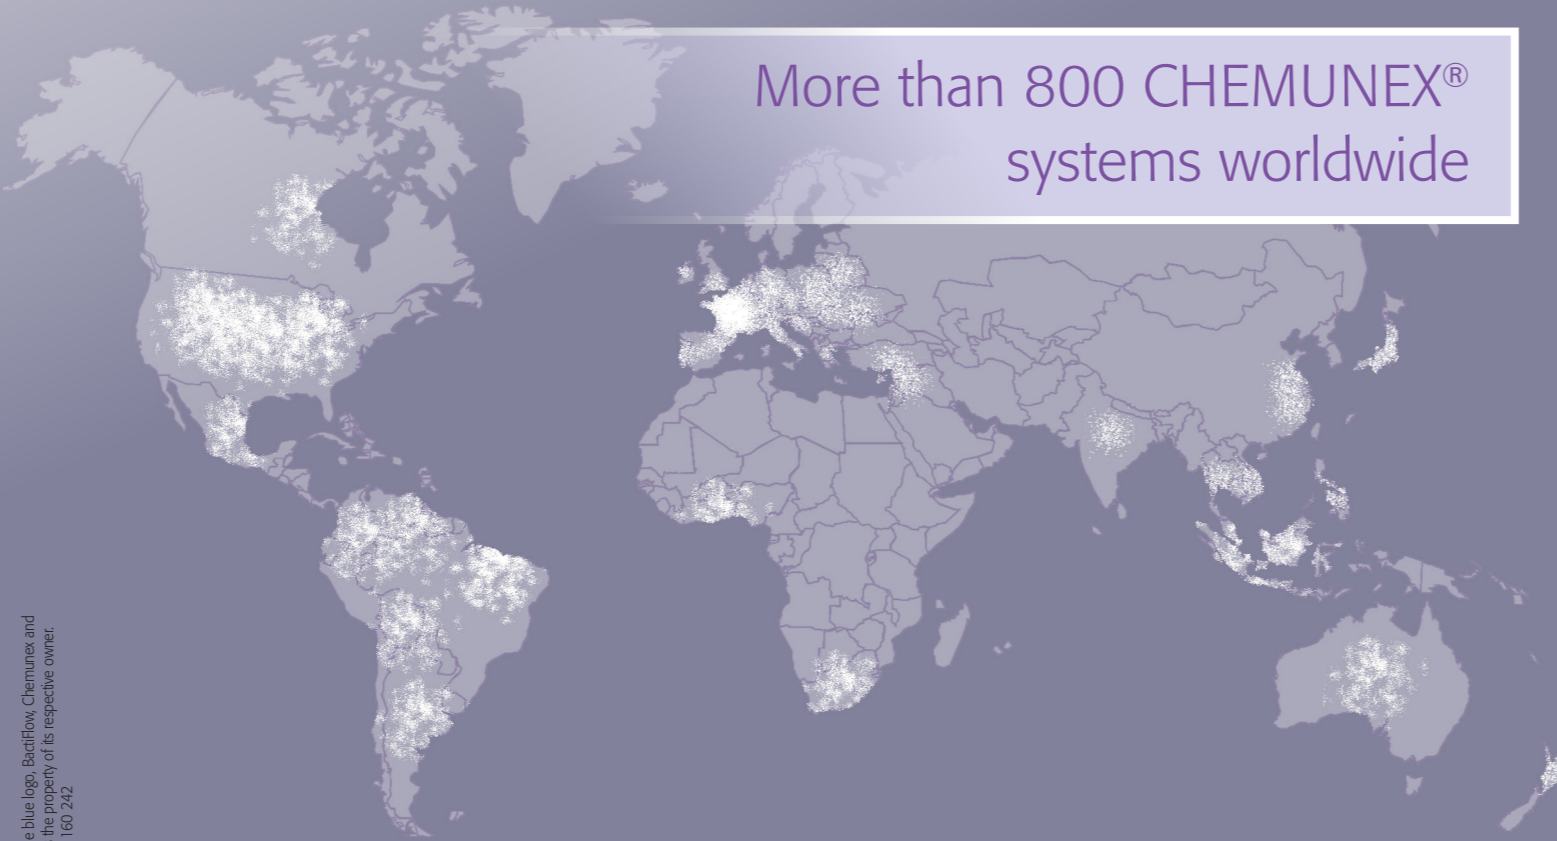 More than 800 CHEMUNEX®
systems worldwide
e blue logo, BactiFlow, Chemunex and
the property of its respective owner.
160 242